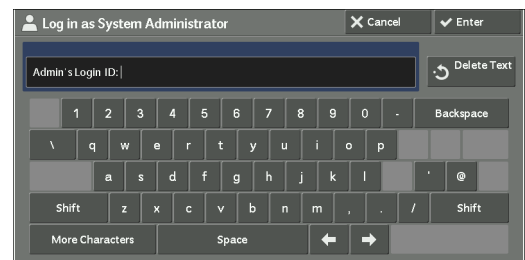 Log in as System Administrator Cancel Enter
Admin's Login ID: Delete Text
1 2 3 4 5 6 7 8 9 0 - Backspace
\ q w e r t y u i o p
a s d f g h j k l ' @
Shift z x c v b n m , . / Shift
More Characters Space